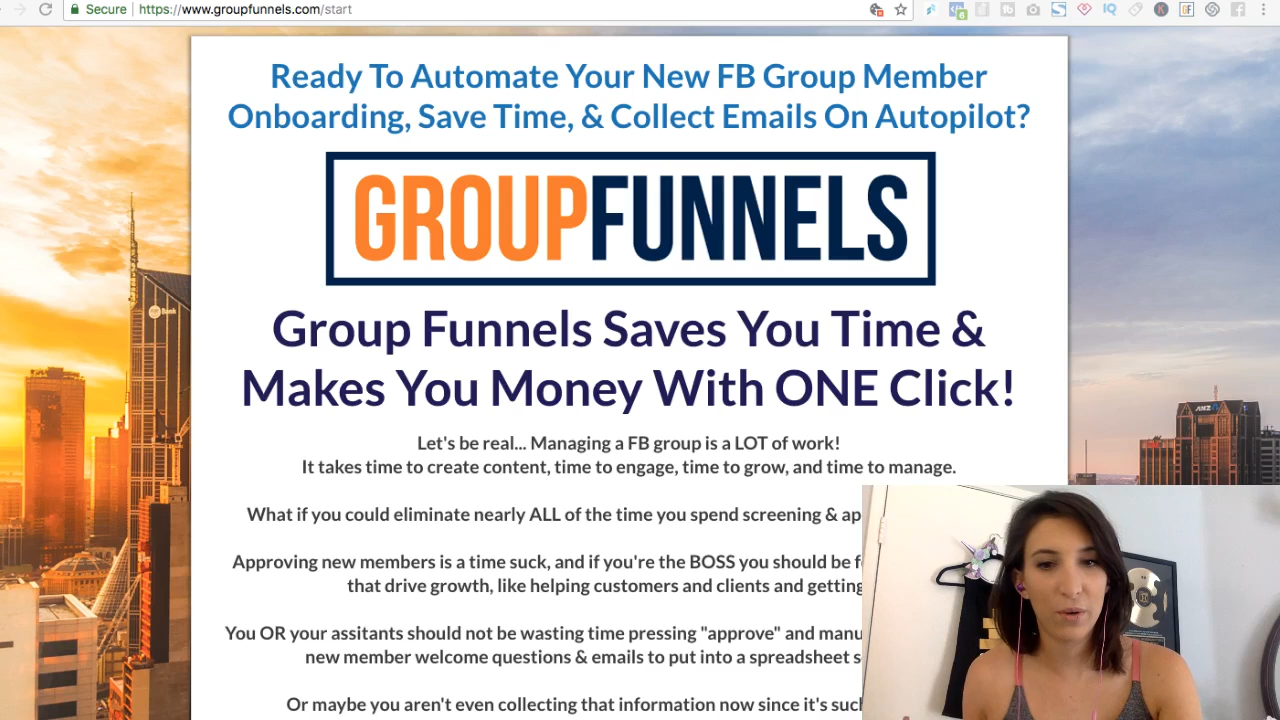 Secure | https://www.groupfunnels.com/start
Ready To Automate Your New FB Group Member
Onboarding, Save Time, & Collect Emails On Autopilot?
GROUPFUNNELS
Group Funnels Saves You Time &
Makes You Money With ONE Click!
Let's be real... Managing a FB group is a LOT of work!
It takes time to create content, time to engage, time to grow, and time to manage.
What if you could eliminate nearly ALL of the time you spend screening & ap
Approving new members is a time suck, and if you're the BOSS you should be f
that drive growth, like helping customers and clients and getting
You OR your assitants should not be wasting time pressing "approve" and manu
new member welcome questions & emails to put into a spreadsheet s
Or maybe you aren't even collecting that information now since it's suc
ANZ